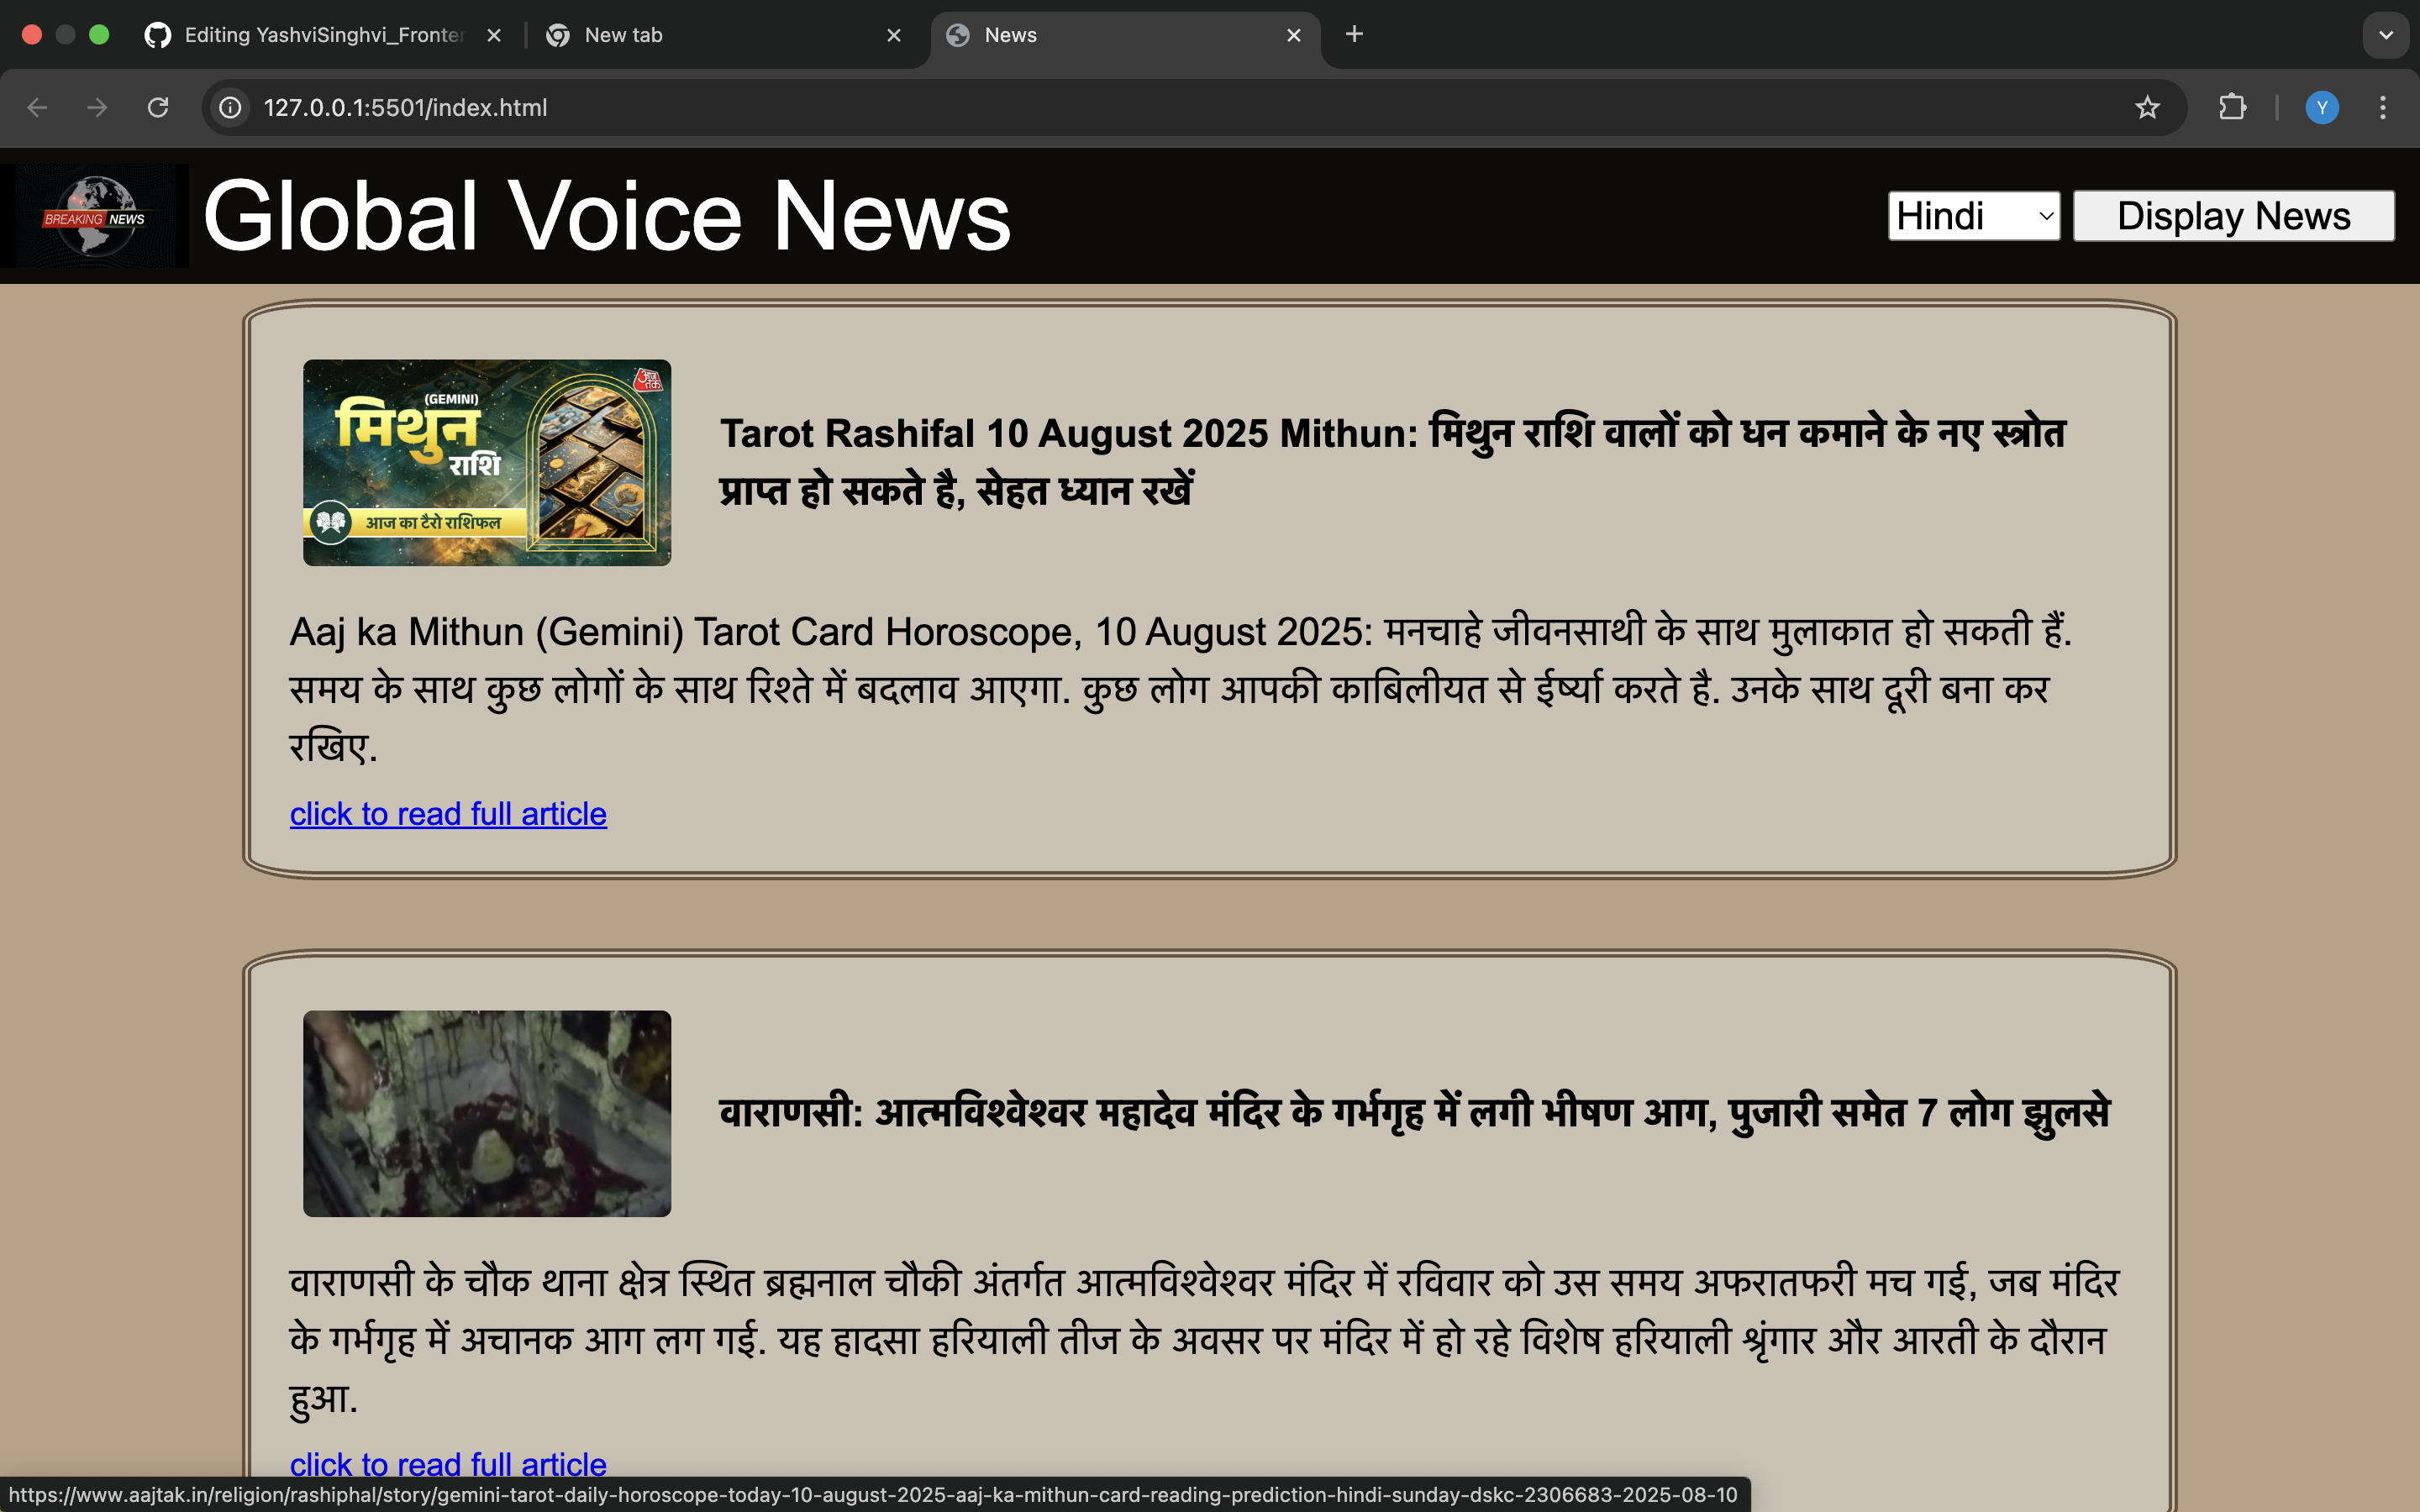 Editing YashviSinghvi_Fronter
New tab
News
127.0.0.1:5501/index.html
Y
BREAKING NEWS
Global Voice News
Hindi
Display News
आज तक
(GEMINI)
मिथुन
राशि
आज का टैरो राशिफल
Tarot Rashifal 10 August 2025 Mithun: मिथुन राशि वालों को धन कमाने के नए स्त्रोत
प्राप्त हो सकते है, सेहत ध्यान रखें
Aaj ka Mithun (Gemini) Tarot Card Horoscope, 10 August 2025: मनचाहे जीवनसाथी के साथ मुलाकात हो सकती हैं.
समय के साथ कुछ लोगों के साथ रिश्ते में बदलाव आएगा. कुछ लोग आपकी काबिलीयत से ईर्ष्या करते है. उनके साथ दूरी बना कर
रखिए.
click to read full article
वाराणसी: आत्मविश्वेश्वर महादेव मंदिर के गर्भगृह में लगी भीषण आग, पुजारी समेत 7 लोग झुलसे
वाराणसी के चौक थाना क्षेत्र स्थित ब्रह्मनाल चौकी अंतर्गत आत्मविश्वेश्वर मंदिर में रविवार को उस समय अफरातफरी मच गई, जब मंदिर
के गर्भगृह में अचानक आग लग गई. यह हादसा हरियाली तीज के अवसर पर मंदिर में हो रहे विशेष हरियाली श्रृंगार और आरती के दौरान
हुआ.
click to read full article
https://www.aajtak.in/religion/rashiphal/story/gemini-tarot-daily-horoscope-today-10-august-2025-aaj-ka-mithun-card-reading-prediction-hindi-sunday-dskc-2306683-2025-08-10